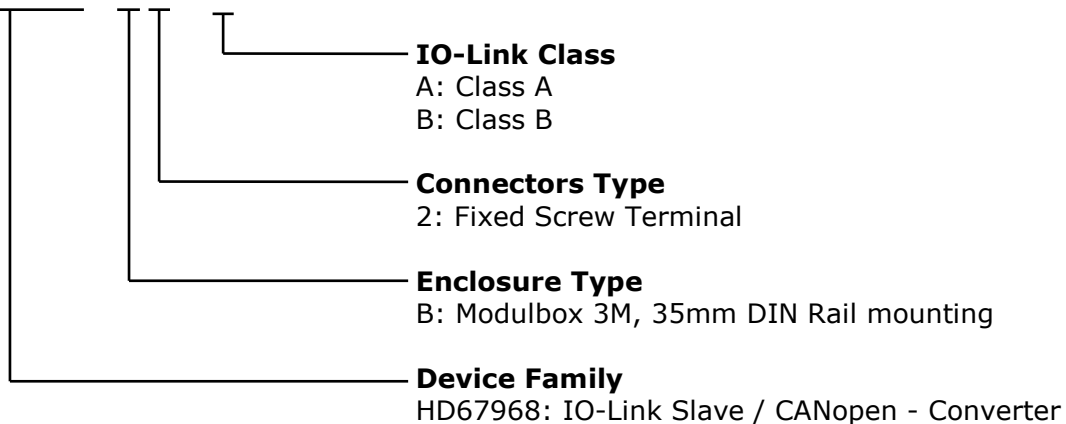 IO-Link Class
A: Class A
B: Class B
Connectors Type
2: Fixed Screw Terminal
Enclosure Type
B: Modulbox 3M, 35mm DIN Rail mounting
Device Family
HD67968: IO-Link Slave / CANopen - Converter